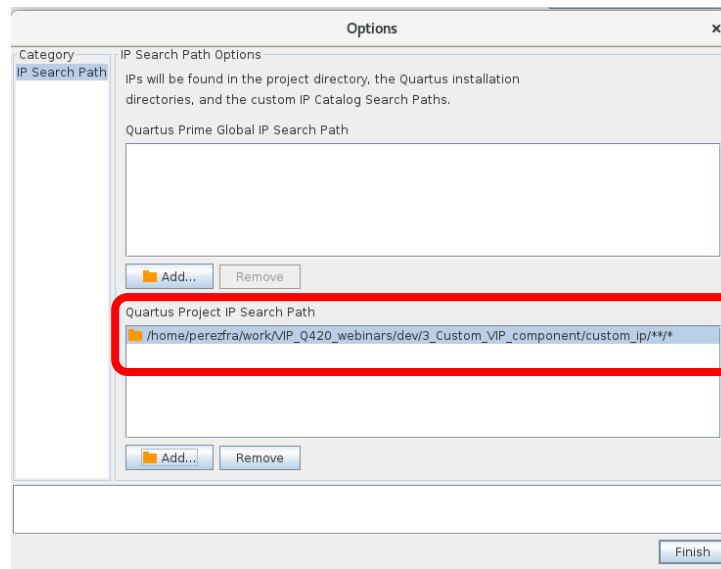 Options
Category
IP Search Path
IP Search Path Options
IPs will be found in the project directory, the Quartus installation
directories, and the custom IP Catalog Search Paths.
Quartus Prime Global IP Search Path
Add...
Remove
Quartus Project IP Search Path
/home/perezfra/work/VIP_Q420_webinars/dev/3_Custom_VIP_component/custom_ip/**/*
Add...
Remove
Finish